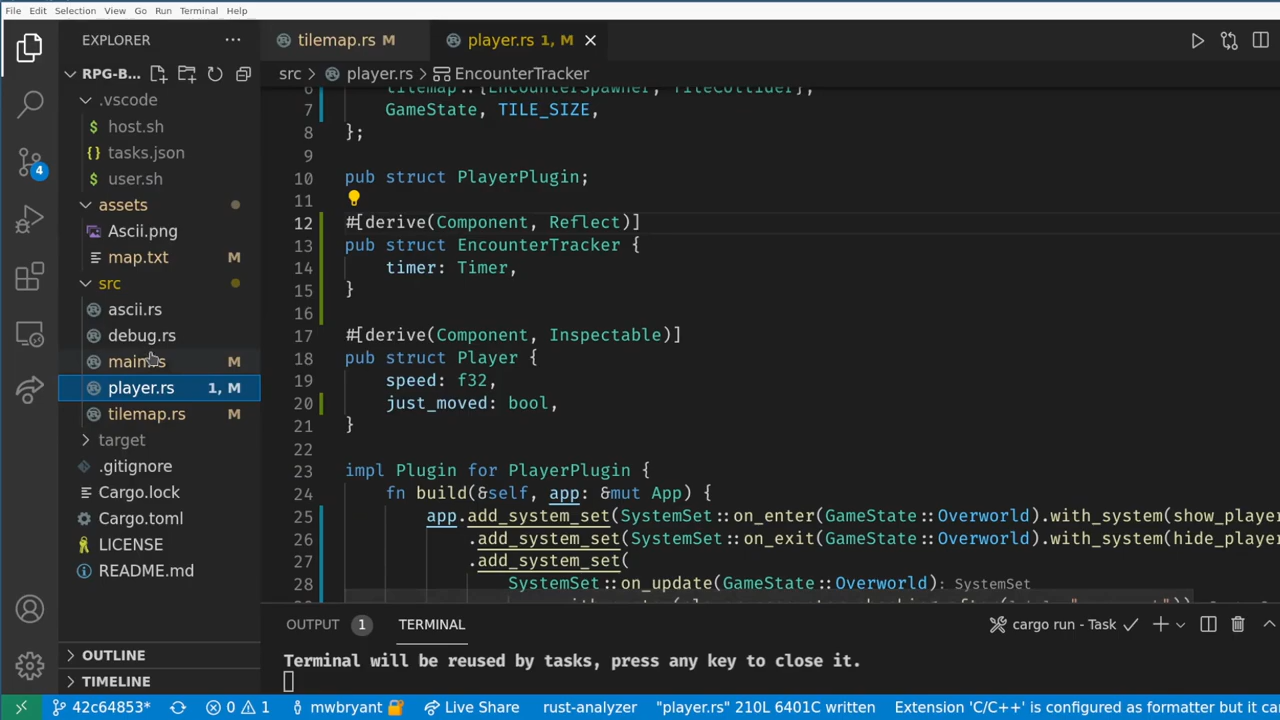 File Edit Selection View Go Run Terminal Help
EXPLORER
tilemap.rs M
player.rs 1, M
RPG-B...
src > player.rs > EncounterTracker
.vscode
host.sh
tasks.json
user.sh
assets
Ascii.png
map.txt M
src
ascii.rs
debug.rs
main.rs M
player.rs 1, M
tilemap.rs M
target
.gitignore
Cargo.lock
Cargo.toml
LICENSE
README.md
OUTLINE
TIMELINE
4
6 tilemap::{EncounterSpawner, TileCollider},
7 GameState, TILE_SIZE,
8 };
9
10 pub struct PlayerPlugin;
11
12 #[derive(Component, Reflect)]
13 pub struct EncounterTracker {
14 timer: Timer,
15 }
16
17 #[derive(Component, Inspectable)]
18 pub struct Player {
19 speed: f32,
20 just_moved: bool,
21 }
22
23 impl Plugin for PlayerPlugin {
24 fn build(&self, app: &mut App) {
25 app.add_system_set(SystemSet::on_enter(GameState::Overworld).with_system(show_playe
26 .add_system_set(SystemSet::on_exit(GameState::Overworld).with_system(hide_playe
27 .add_system_set(
28 SystemSet::on_update(GameState::Overworld): SystemSet
OUTPUT 1 TERMINAL
cargo run - Task
Terminal will be reused by tasks, press any key to close it.
42c64853* 0 1 mwbryant Live Share rust-analyzer "player.rs" 210L 6401C written Extension 'C/C++' is configured as formatter but it ca